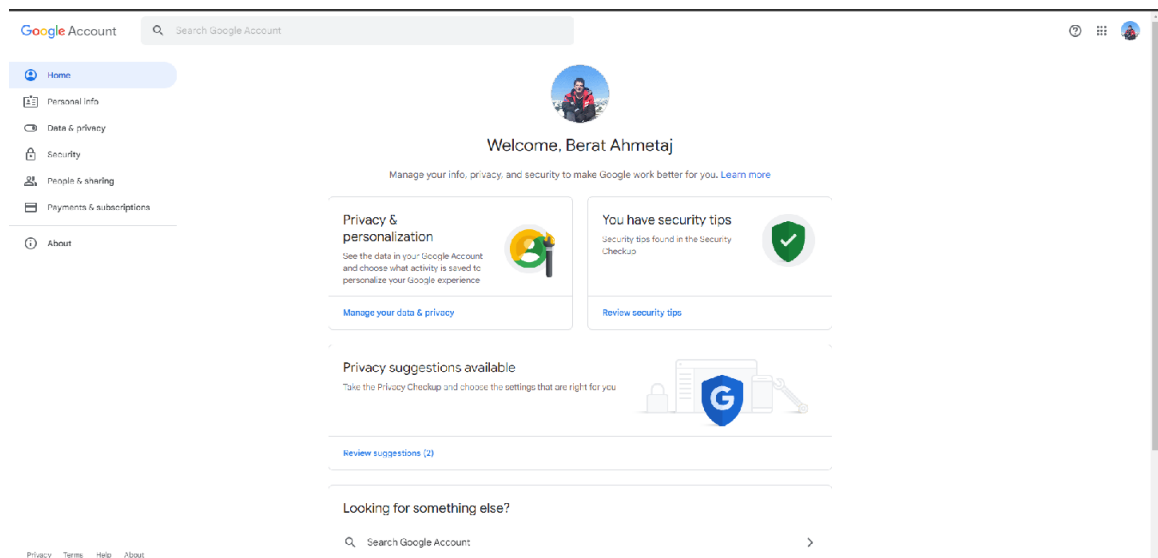 Google Account
Search Google Account
Home
Personal info
Data & privacy
Security
People & sharing
Payments & subscriptions
About
Welcome, Berat Ahmetaj
Manage your info, privacy, and security to make Google work better for you. Learn more
Privacy &
personalization
See the data in your Google Account
and choose what activity is saved to
personalize your Google experience
Manage your data & privacy
You have security tips
Security tips found in the Security
Checkup
Review security tips
Privacy suggestions available
Take the Privacy Checkup and choose the settings that are right for you
G
Review suggestions (2)
Looking for something else?
Search Google Account
Privacy Terms Help About